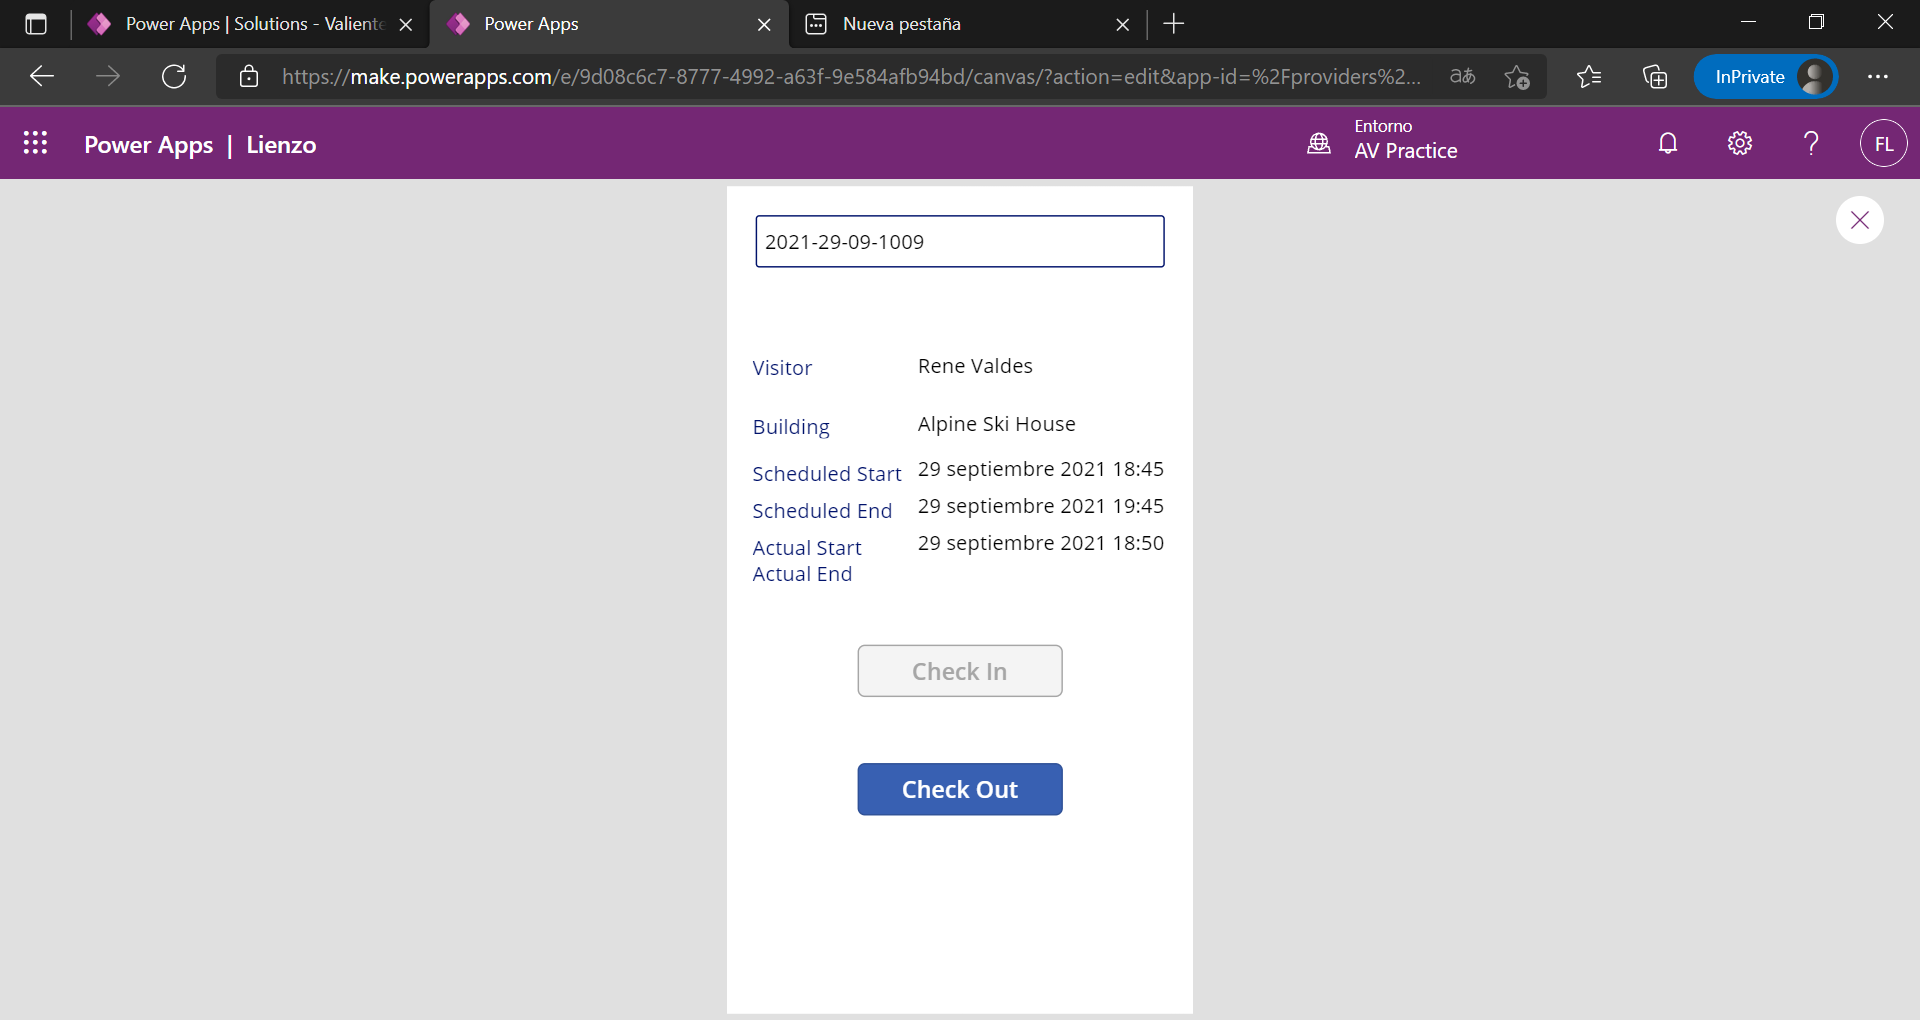 Power Apps | Solutions - Valiente
Power Apps
Nueva pestaña
https://make.powerapps.com/e/9d08c6c7-8777-4992-a63f-9e584afb94bd/canvas/?action=edit&app-id=%2Fproviders%2...
aあ
InPrivate
Power Apps | Lienzo
Entorno
AV Practice
FL
2021-29-09-1009
Visitor Rene Valdes
Building Alpine Ski House
Scheduled Start 29 septiembre 2021 18:45
Scheduled End 29 septiembre 2021 19:45
Actual Start 29 septiembre 2021 18:50
Actual End
Check In
Check Out